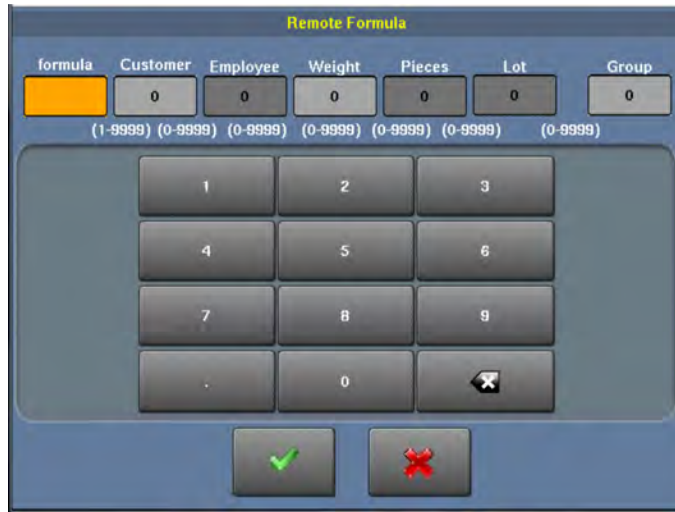 Remote Formula
formula Customer Employee Weight Pieces Lot Group
0 0 0 0 0 0
(1-9999) (0-9999) (0-9999) (0-9999) (0-9999) (0-9999) (0-9999)
1 2 3
4 5 6
7 8 9
. 0